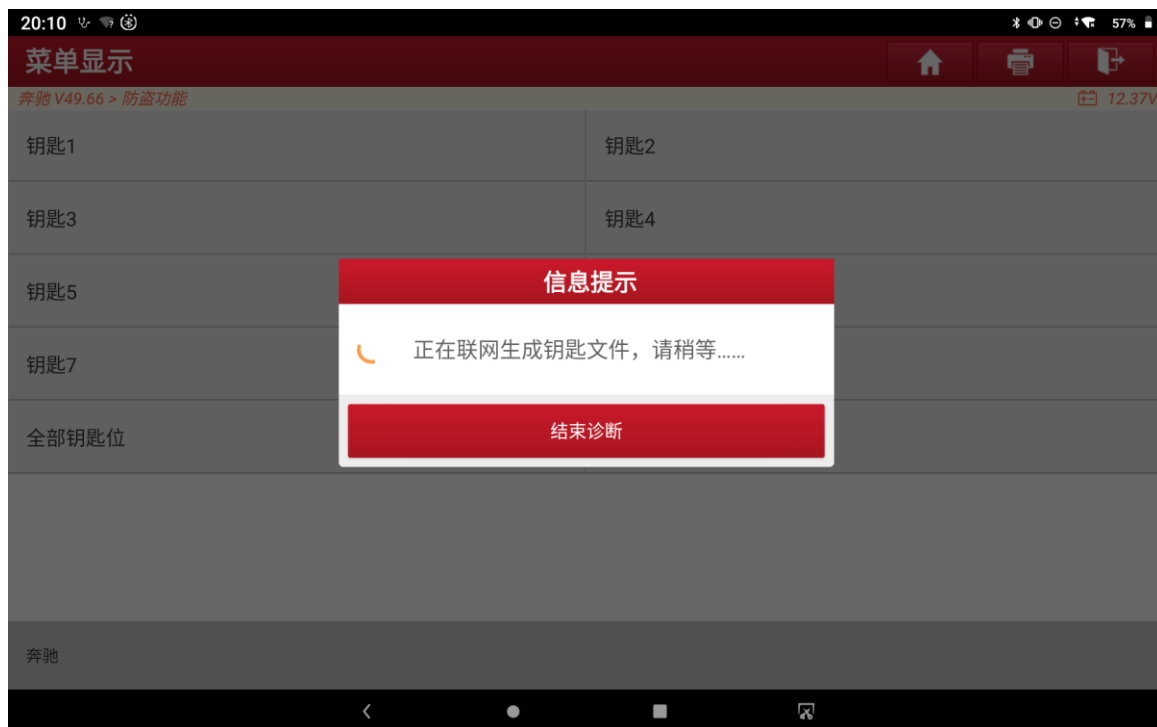 20:10
57%
菜单显示
奔驰 V49.66 > 防盗功能
12.37V
钥匙1
钥匙2
钥匙3
钥匙4
钥匙5
钥匙7
全部钥匙位
信息提示
正在联网生成钥匙文件，请稍等......
结束诊断
奔驰